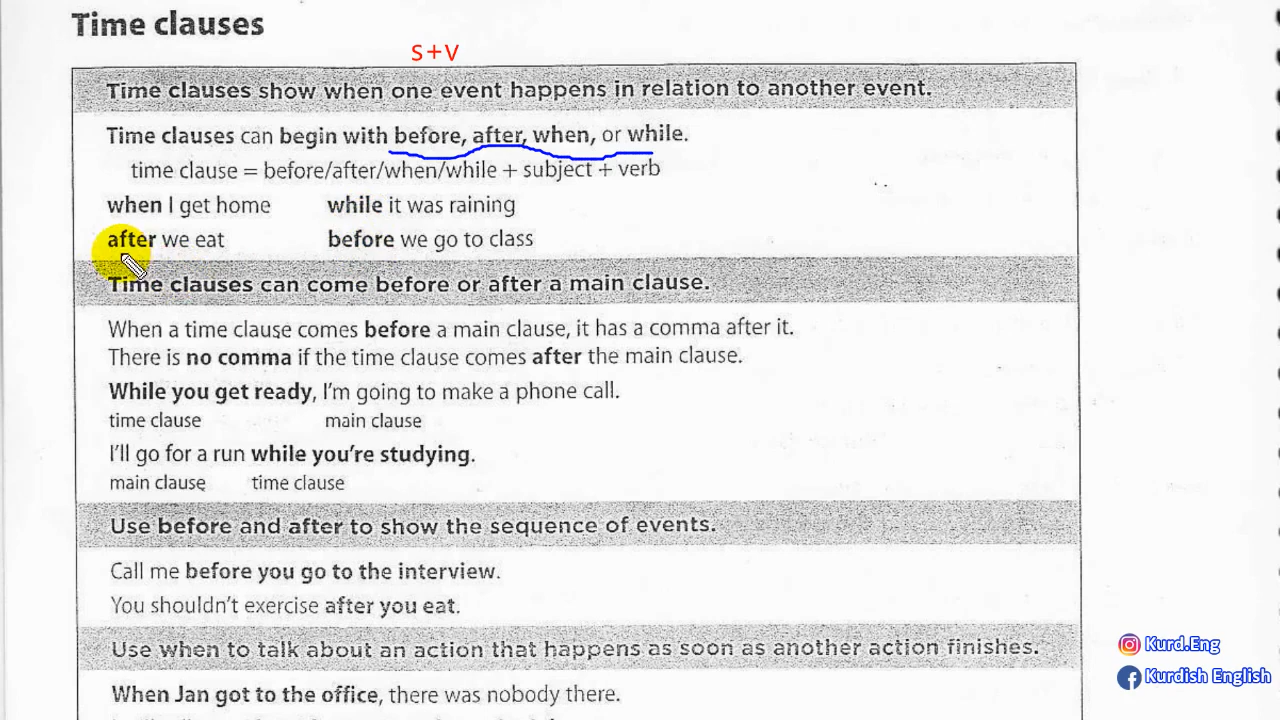 Time clauses
S+V
Time clauses show when one event happens in relation to another event.
Time clauses can begin with before, after, when, or while.
time clause = before/after/when/while + subject + verb
when I get home while it was raining
after we eat before we go to class
Time clauses can come before or after a main clause.
When a time clause comes before a main clause, it has a comma after it.
There is no comma if the time clause comes after the main clause.
While you get ready, I'm going to make a phone call.
time clause main clause
I'll go for a run while you're studying.
main clause time clause
Use before and after to show the sequence of events.
Call me before you go to the interview.
You shouldn't exercise after you eat.
Use when to talk about an action that happens as soon as another action finishes.
When Jan got to the office, there was nobody there.
Kurd.Eng
Kurdish English